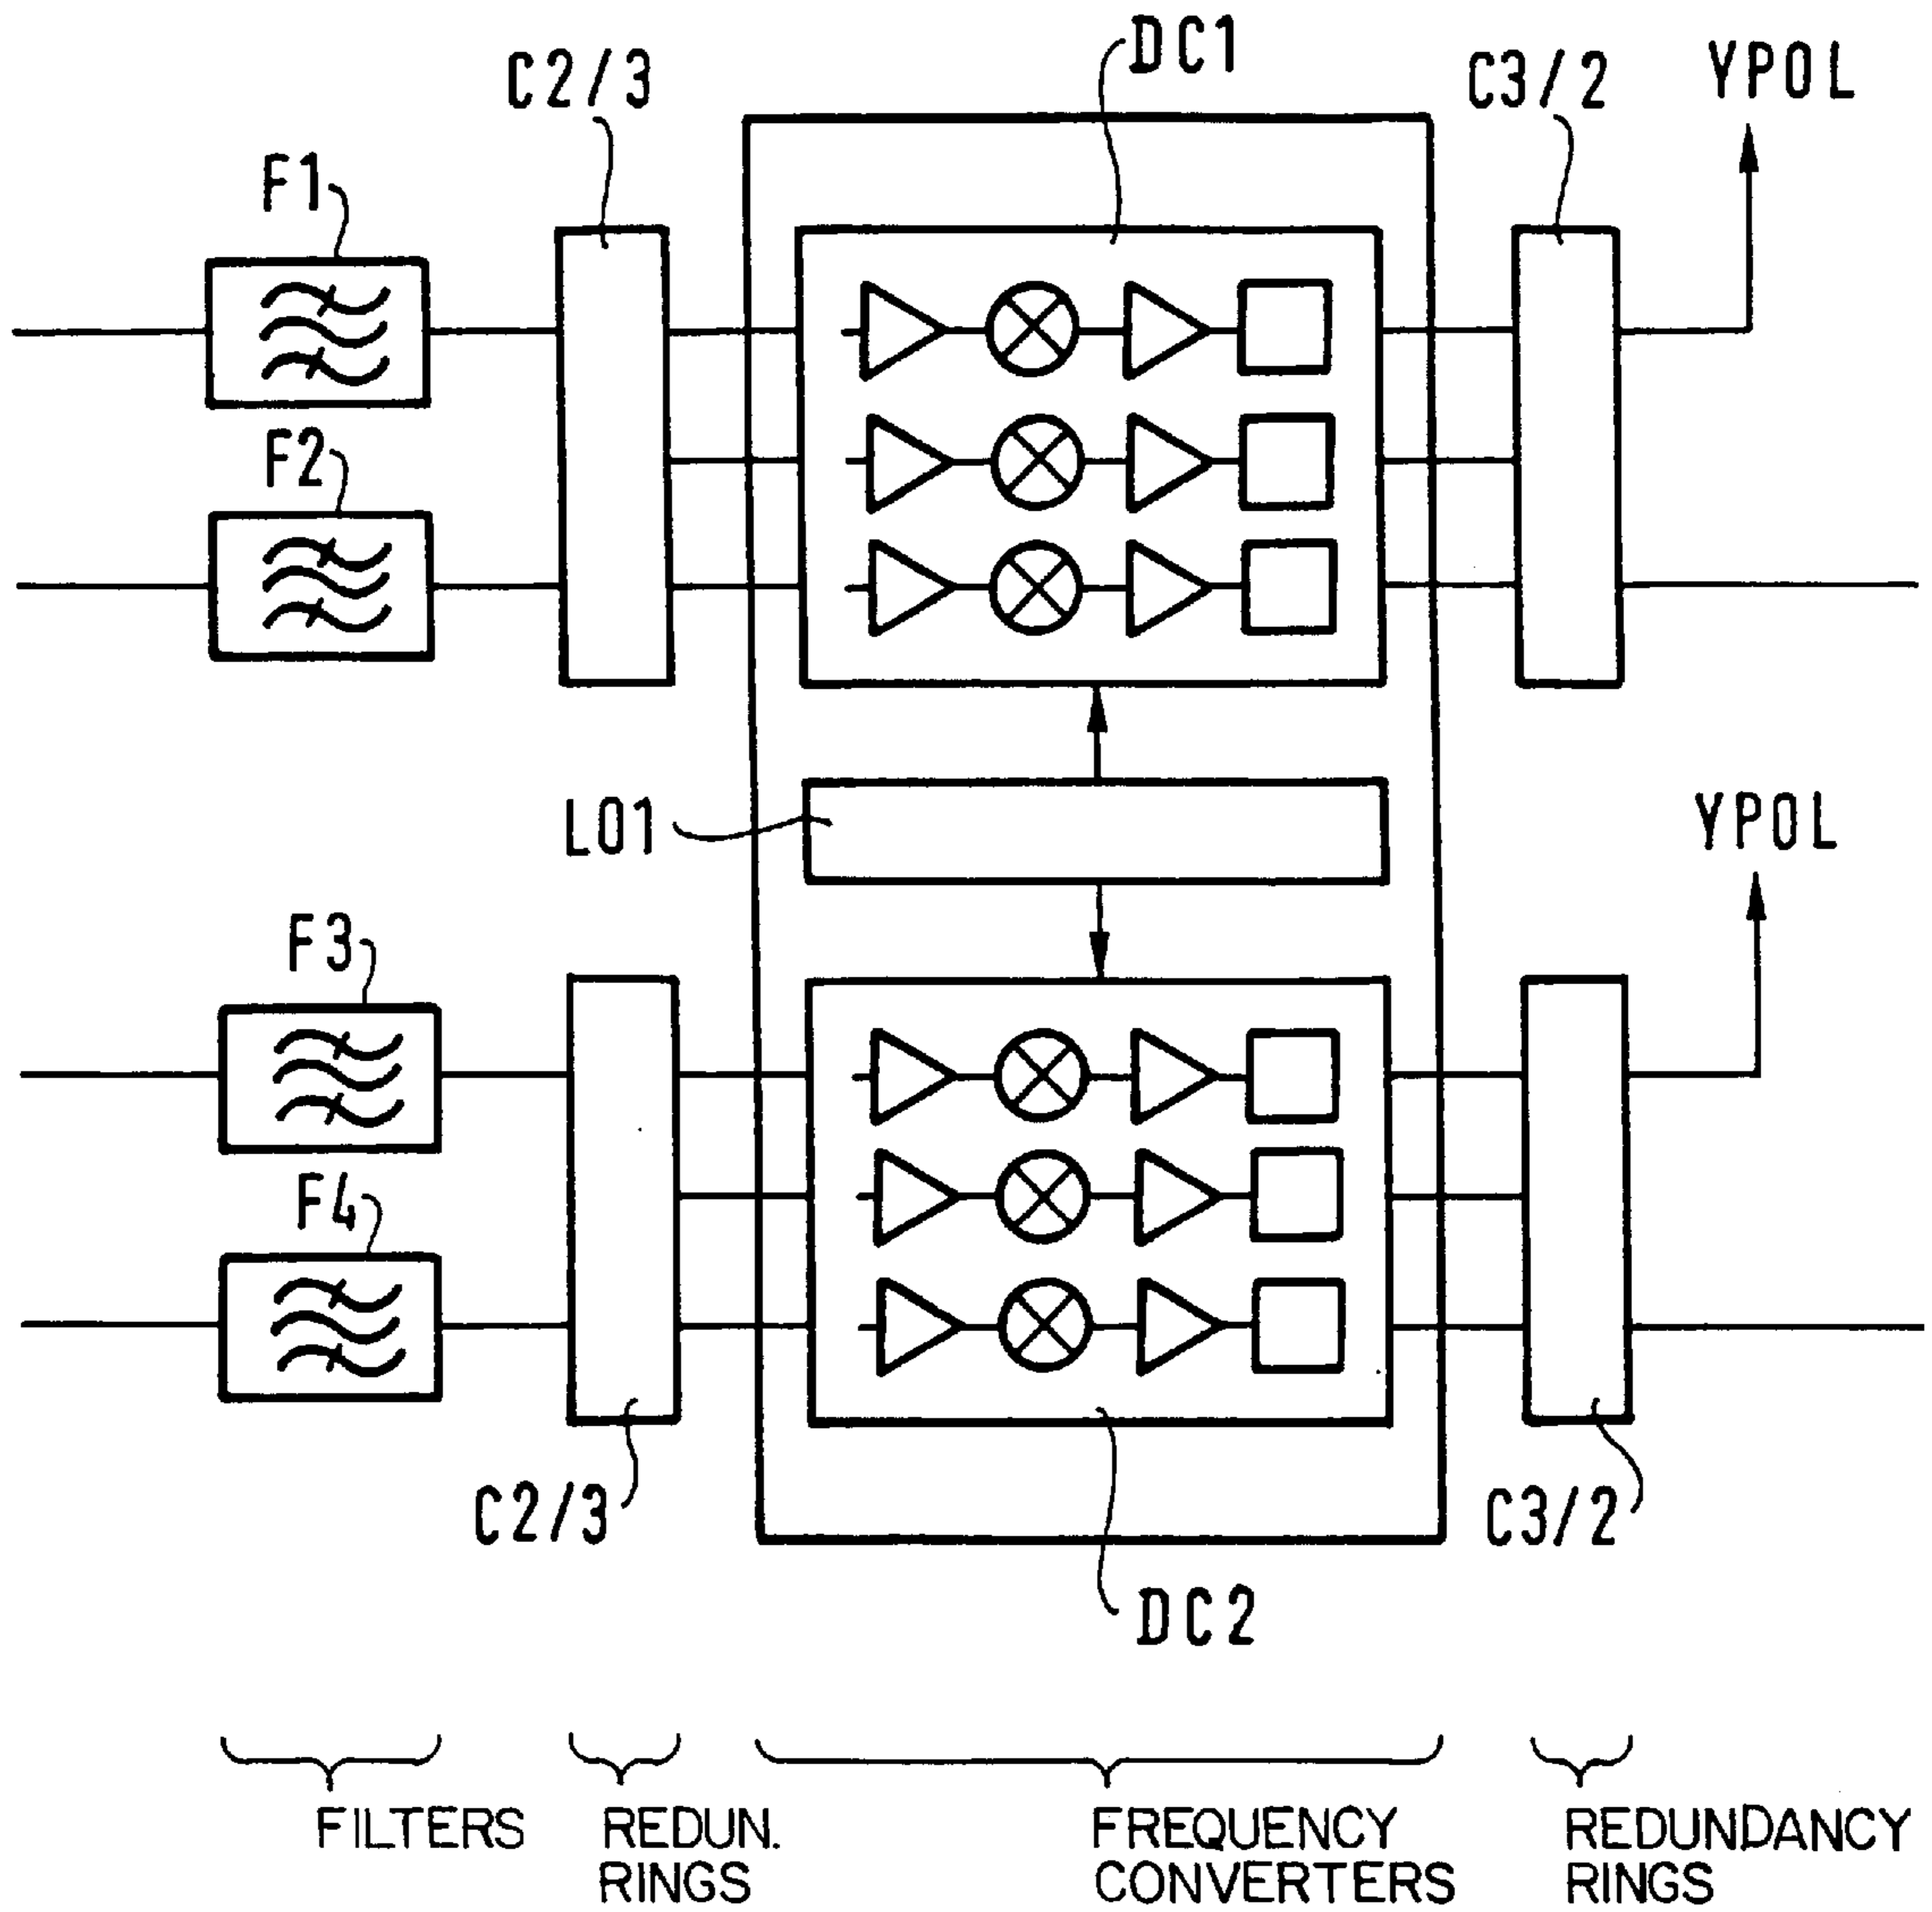 DC1
C2/3
C3/2
YPOL
F1
F2
LO1
YPOL
F3
F4
C2/3
C3/2
DC2
FILTERS
REDUN.
RINGS
FREQUENCY
CONVERTERS
REDUNDANCY
RINGS